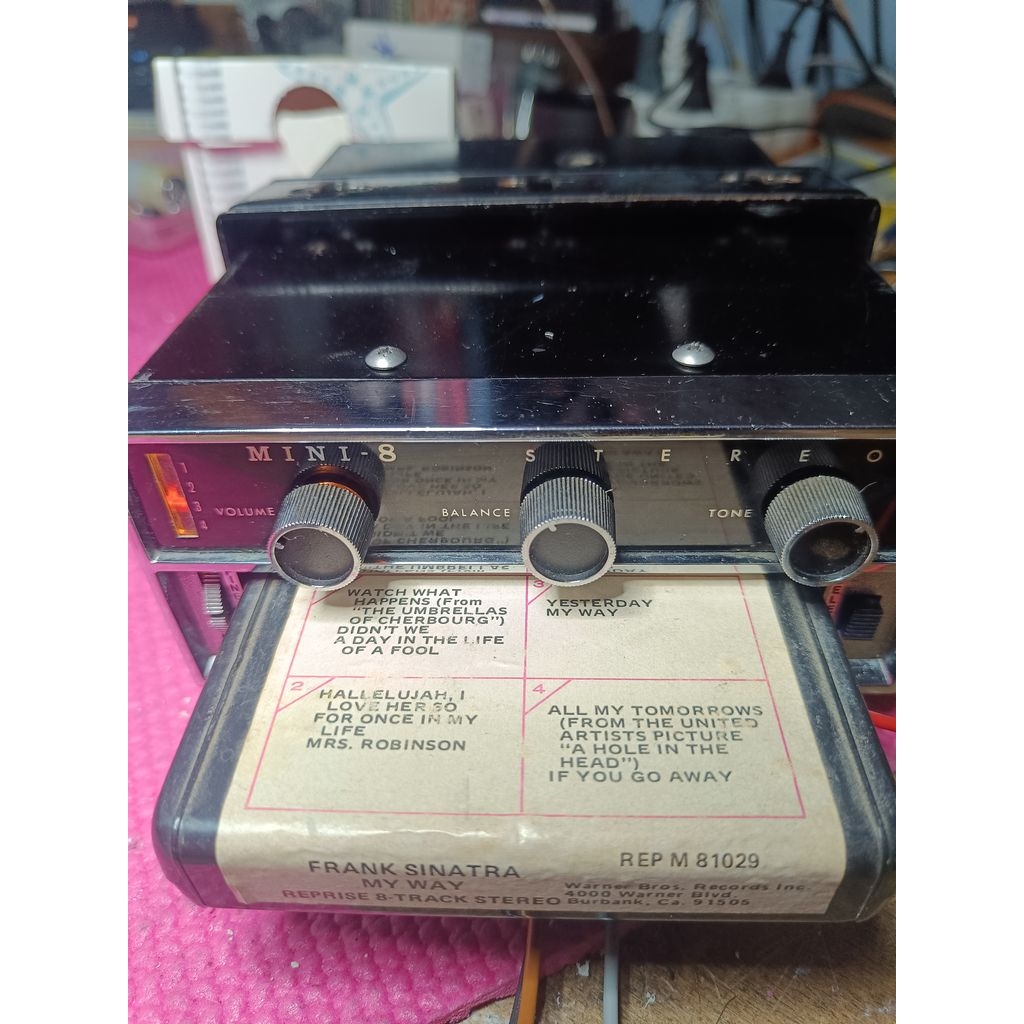 MINI-8 STEREO
1
2
3
4
VOLUME
BALANCE
TONE
WATCH WHAT
HAPPENS (From
"THE UMBRELLAS
OF CHERBOURG")
DIDN'T WE
A DAY IN THE LIFE
OF A FOOL
3
YESTERDAY
MY WAY
2
HALLELUJAH, I
LOVE HER SO
FOR ONCE IN MY
LIFE
MRS. ROBINSON
4
ALL MY TOMORROWS
(FROM THE UNITED
ARTISTS PICTURE
"A HOLE IN THE
HEAD")
IF YOU GO AWAY
FRANK SINATRA
MY WAY
REPRISE 8-TRACK STEREO
REP M 81029
Warner Bros. Records Inc.
4000 Warner Blvd.
Burbank, Ca. 91505